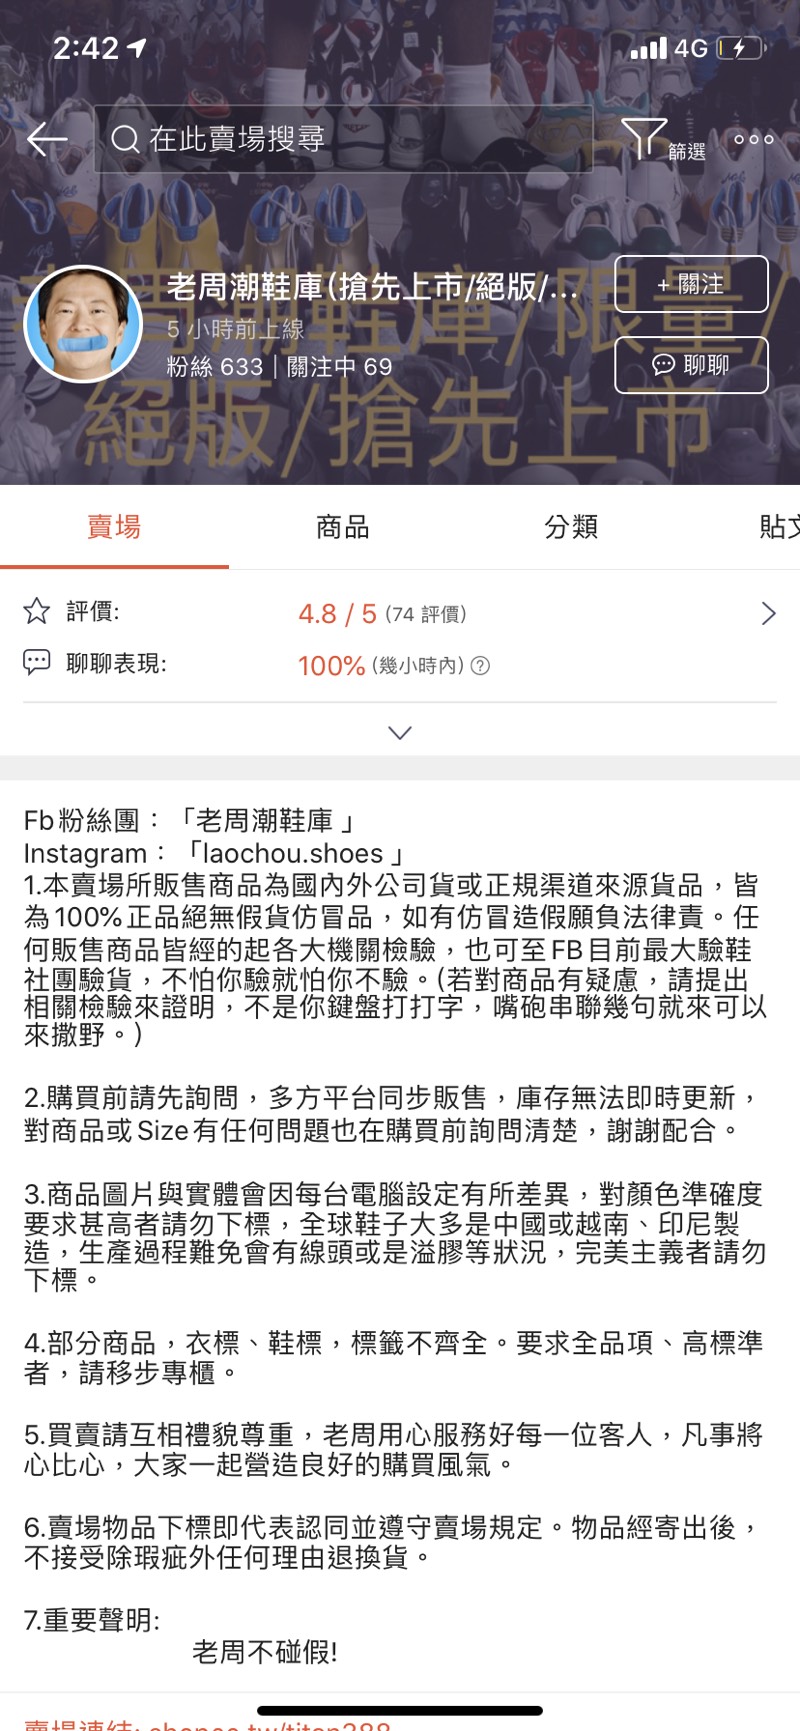 2:42
4G
在此賣場搜尋
篩選
老周潮鞋庫(搶先上市/絕版/...
+ 關注
5 小時前上線
粉絲 633 | 關注中 69
聊聊
老周潮鞋庫/限量/
絕版/搶先上市
賣場 商品 分類 貼文
評價: 4.8 / 5 (74 評價)
聊聊表現: 100% (幾小時內)
Fb粉絲團：「老周潮鞋庫 」
Instagram：「laochou.shoes 」
1.本賣場所販售商品為國內外公司貨或正規渠道來源貨品，皆
為100%正品絕無假貨仿冒品，如有仿冒造假願負法律責。任
何販售商品皆經的起各大機關檢驗，也可至FB目前最大驗鞋
社團驗貨，不怕你驗就怕你不驗。(若對商品有疑慮，請提出
相關檢驗來證明，不是你鍵盤打打字，嘴砲串聯幾句就來可以
來撒野。)
2.購買前請先詢問，多方平台同步販售，庫存無法即時更新，
對商品或Size有任何問題也在購買前詢問清楚，謝謝配合。
3.商品圖片與實體會因每台電腦設定有所差異，對顏色準確度
要求甚高者請勿下標，全球鞋子大多是中國或越南、印尼製
造，生產過程難免會有線頭或是溢膠等狀況，完美主義者請勿
下標。
4.部分商品，衣標、鞋標，標籤不齊全。要求全品項、高標準
者，請移步專櫃。
5.買賣請互相禮貌尊重，老周用心服務好每一位客人，凡事將
心比心，大家一起營造良好的購買風氣。
6.賣場物品下標即代表認同並遵守賣場規定。物品經寄出後，
不接受除瑕疵外任何理由退換貨。
7.重要聲明:
老周不碰假!
賣場連結: shopee.tw/titan388